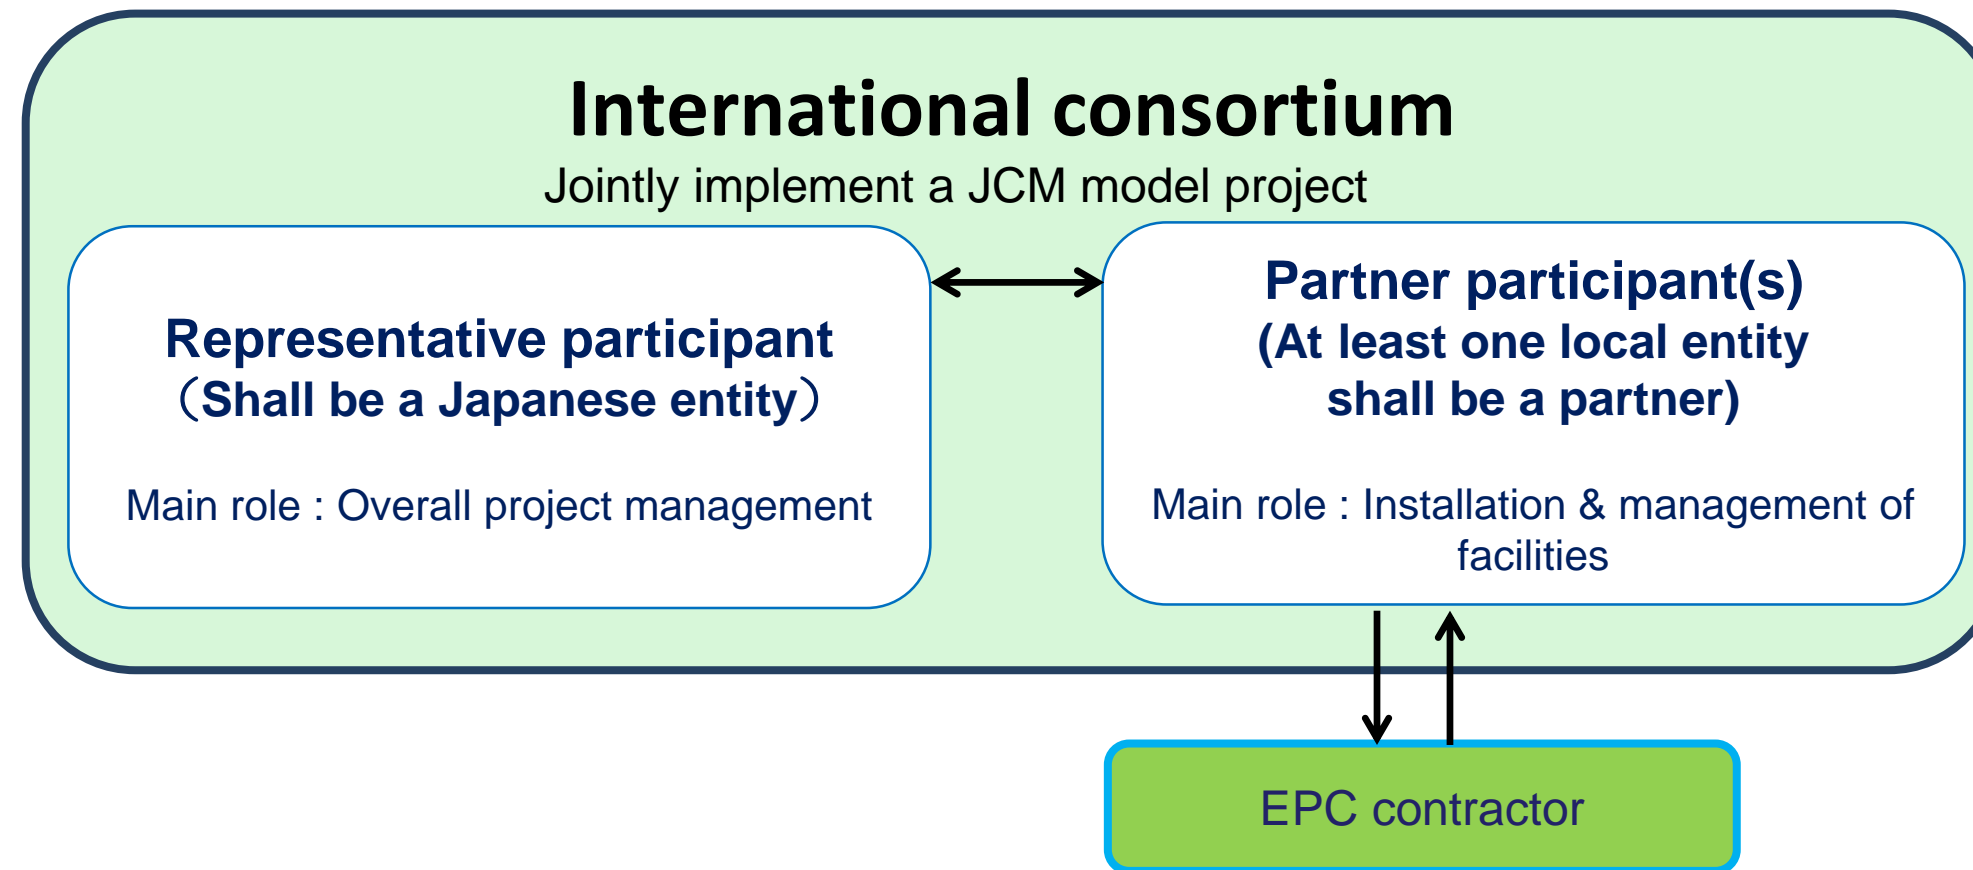 International consortium
Jointly implement a JCM model project
Representative participant
（Shall be a Japanese entity）
Main role : Overall project management
Partner participant(s)
(At least one local entity
shall be a partner)
Main role : Installation & management of
facilities
EPC contractor